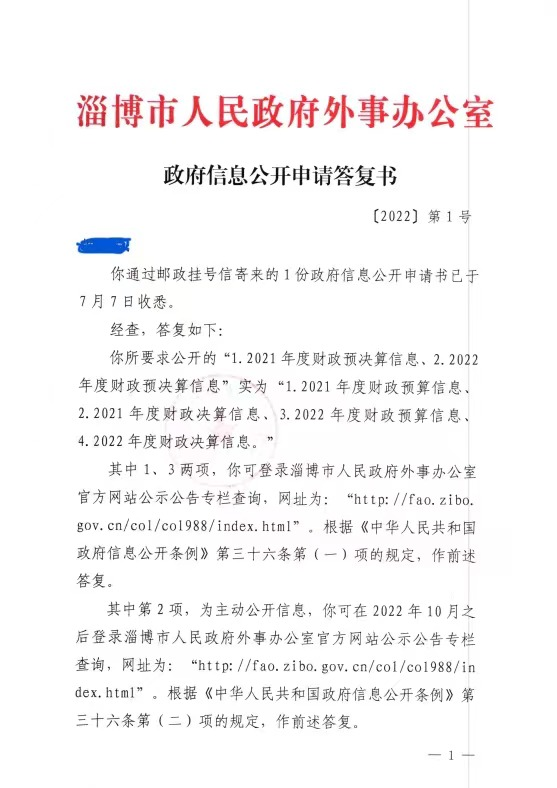 淄博市人民政府外事办公室
政府信息公开申请答复书
〔2022〕第1号
你通过邮政挂号信寄来的1份政府信息公开申请书已于
7月7日收悉。
经查，答复如下：
你所要求公开的“1.2021年度财政预决算信息、2.2022
年度财政预决算信息”实为“1.2021年度财政预算信息、
2.2021年度财政决算信息、3.2022年度财政预算信息、
4.2022年度财政决算信息。”
其中1、3两项，你可登录淄博市人民政府外事办公室
官方网站公示公告专栏查询，网址为：“http://fao.zibo.
gov.cn/col/col988/index.html”。根据《中华人民共和国
政府信息公开条例》第三十六条第（一）项的规定，作前述
答复。
其中第2项，为主动公开信息，你可在2022年10月之
后登录淄博市人民政府外事办公室官方网站公示公告专栏
查询，网址为：“http://fao.zibo.gov.cn/col/col988/in
dex.html”。根据《中华人民共和国政府信息公开条例》第
三十六条第（二）项的规定，作前述答复。
— 1 —